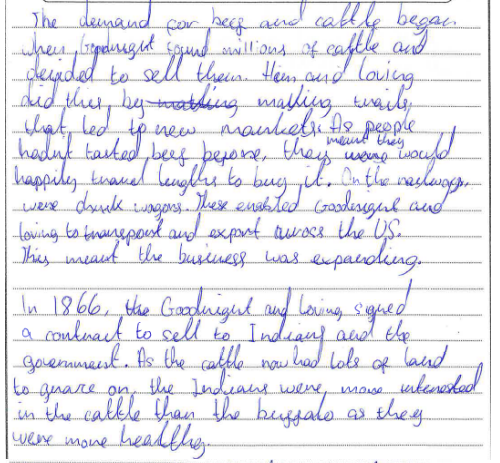 The demand for beef and cattle began
when Goodnight found millions of cattle and
decided to sell them. Him and Loving
did this by making trails,
that led to new markets. As people
hadnt tasted beef before, this meant they would
happily travel lengths to buy it. On the railways,
were chuck wagons. These enabled Goodnight and
Loving to transport and export across the US.
This meant the business was expanding.
In 1866, the Goodnight and Loving signed
a contract to sell to Indians and the
government. As the cattle now had lots of land
to graze on, the Indians were more interested
in the cattle than the buffalo as they
were more healthy.